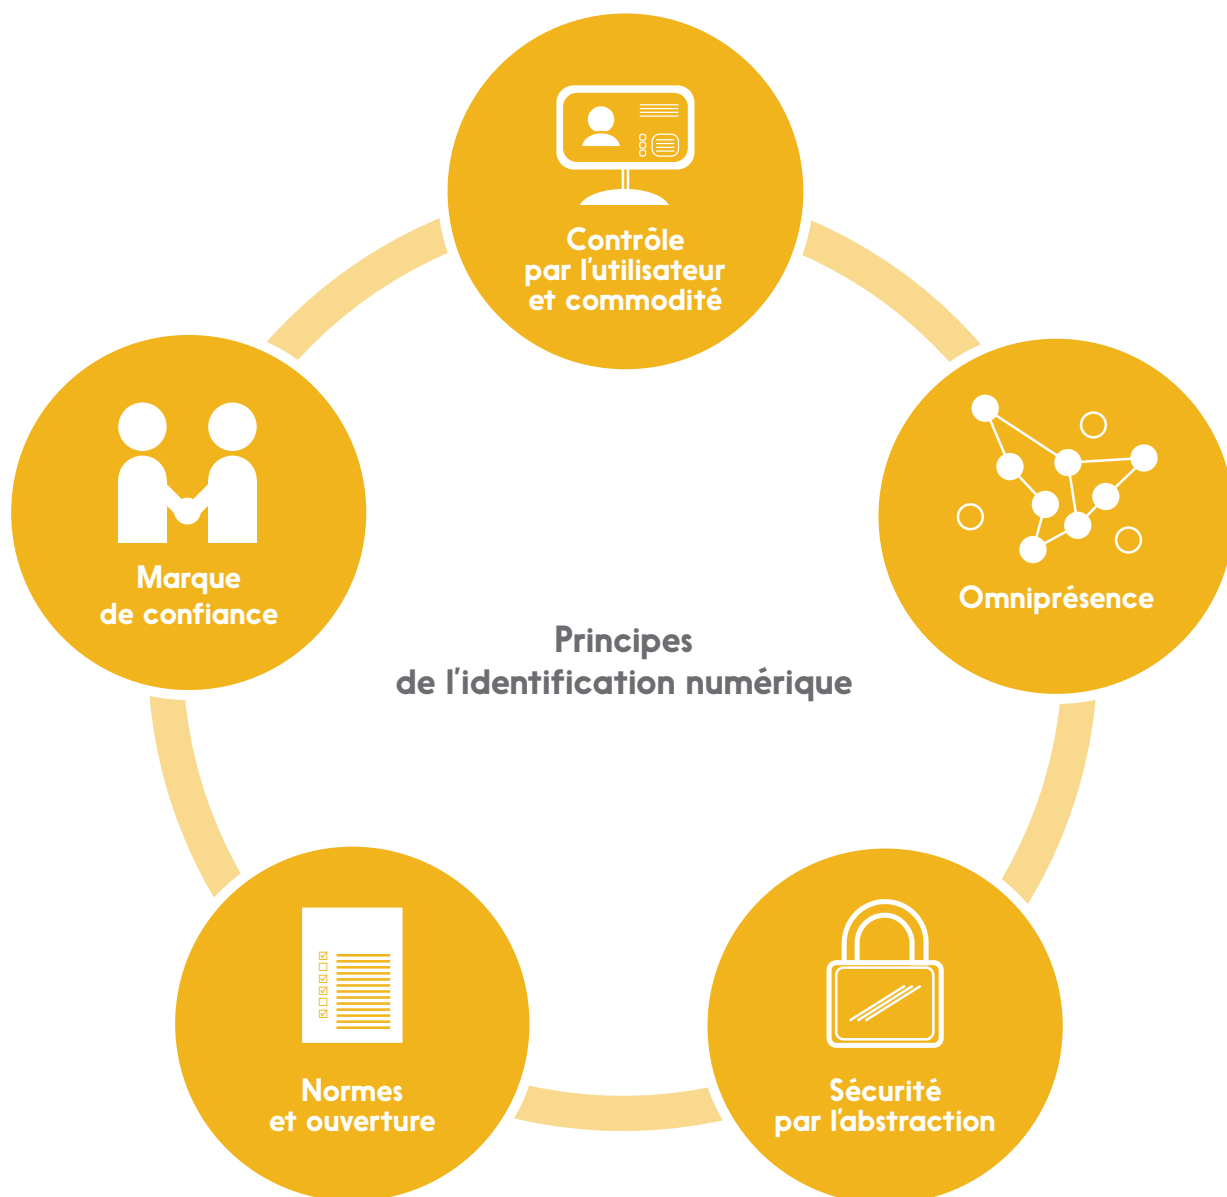 Contrôle
par l'utilisateur
et commodité
Omniprésence
Marque
de confiance
Principes
de l'identification numérique
Normes
et ouverture
Sécurité
par l'abstraction